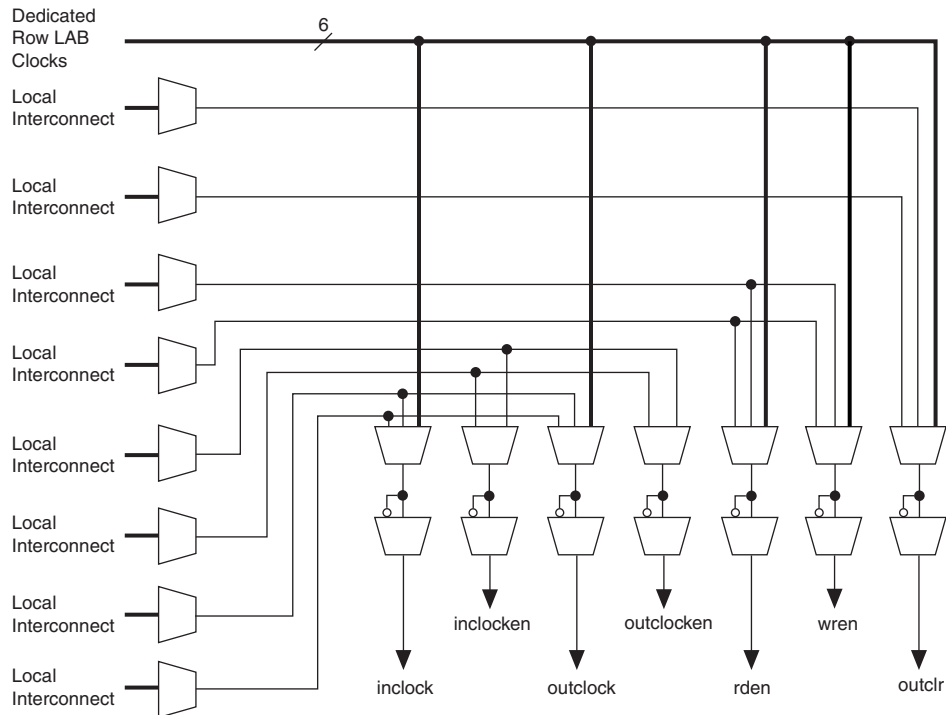 Dedicated
Row LAB
Clocks
6
Local
Interconnect
Local
Interconnect
Local
Interconnect
Local
Interconnect
Local
Interconnect
Local
Interconnect
Local
Interconnect
Local
Interconnect
inclocken
outclocken
wren
inclock
outclock
rden
outclr